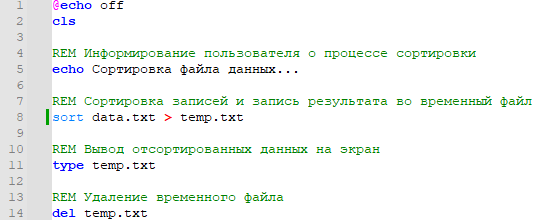 1 @echo off
2 cls
3
4 REM Информирование пользователя о процессе сортировки
5 echo Сортировка файла данных...
6
7 REM Сортировка записей и запись результата во временный файл
8 sort data.txt > temp.txt
9
10 REM Вывод отсортированных данных на экран
11 type temp.txt
12
13 REM Удаление временного файла
14 del temp.txt